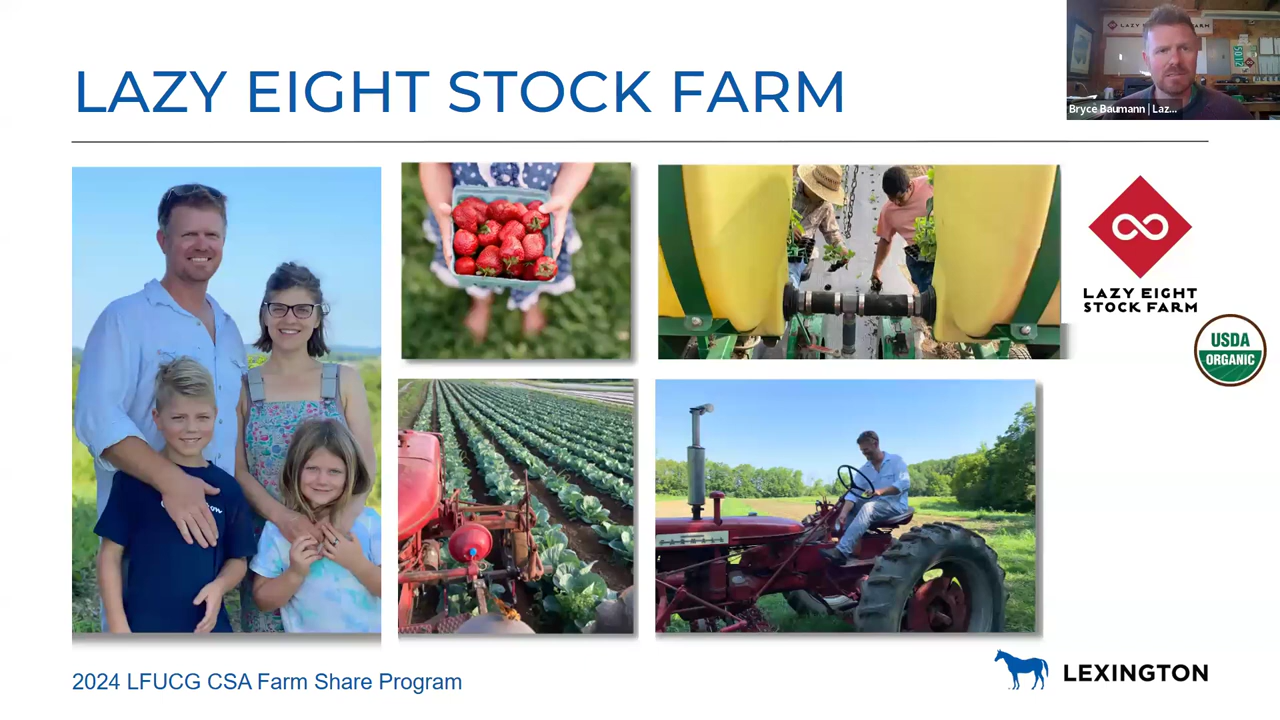 LAZY EIGHT STOCK FARM
LAZY EIGHT
STOCK FARM
USDA
ORGANIC
2024 LFUCG CSA Farm Share Program
LEXINGTON
Bryce Baumann | Laz...
FARMALL